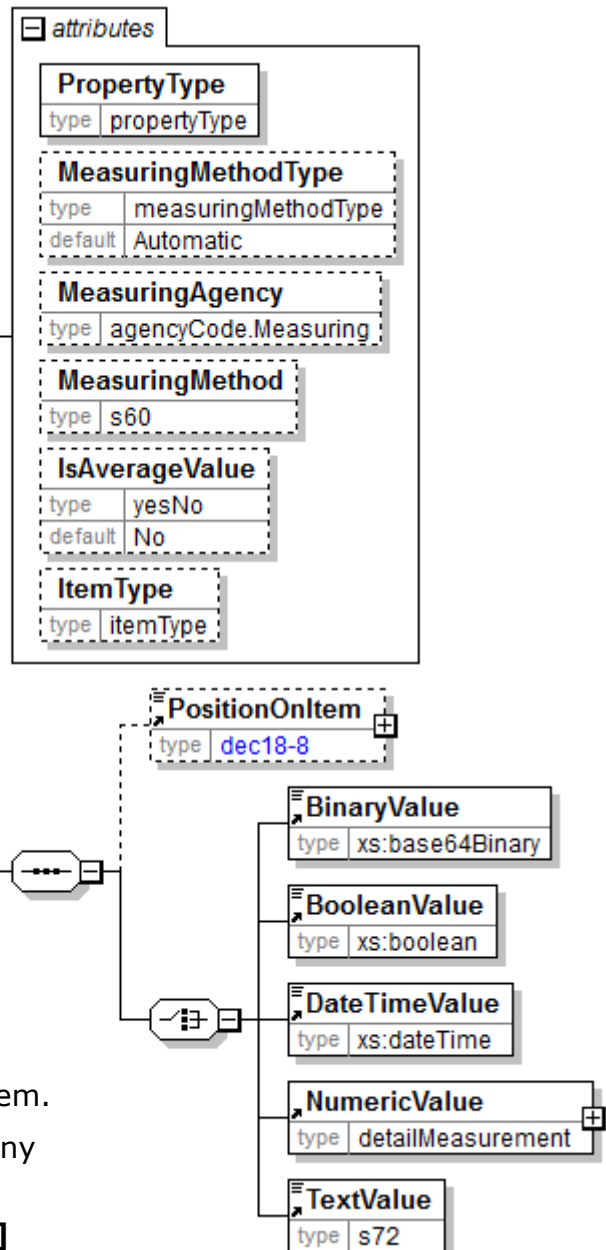 attributes
PropertyType
type propertyType
MeasuringMethodType
type measuringMethodType
default Automatic
MeasuringAgency
type agencyCode.Measuring
MeasuringMethod
type s60
IsAverageValue
type yesNo
default No
ItemType
type itemType
PositionOnItem
type dec18-8
BinaryValue
type xs:base64Binary
BooleanValue
type xs:boolean
DateTimeValue
type xs:dateTime
NumericValue
type detailMeasurement
TextValue
type s72
em.
ny
]